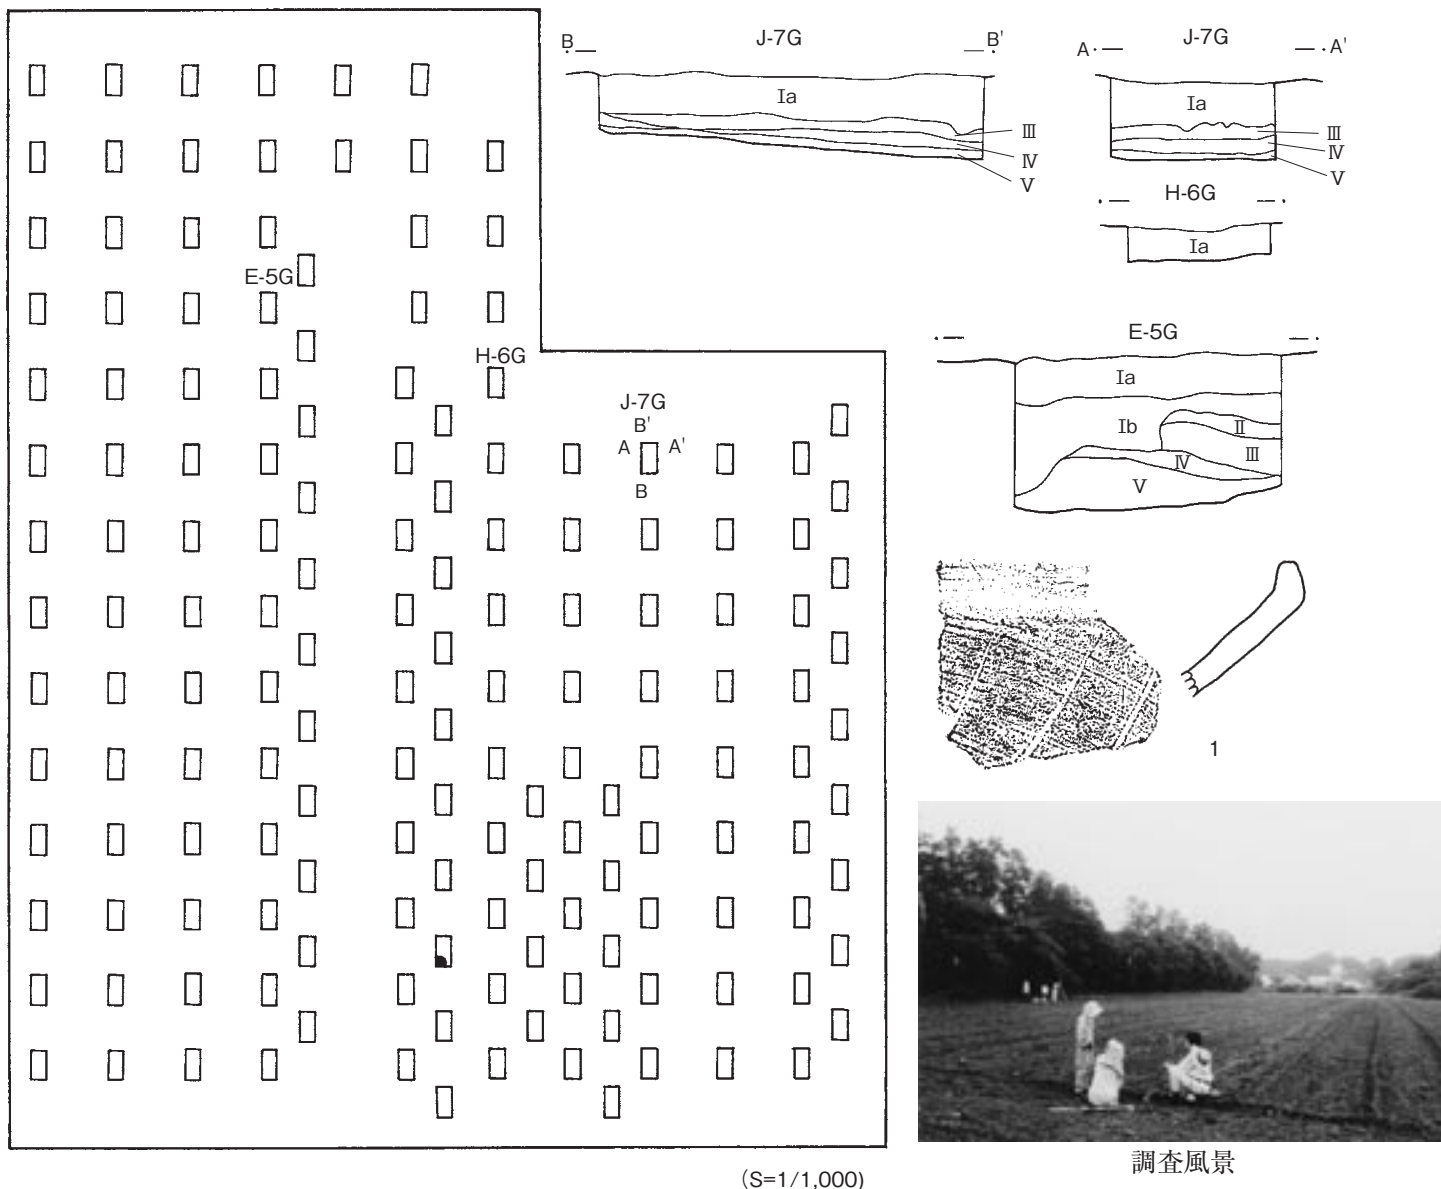 E-5G
H-6G
J-7G
B'
A A'
B
(S=1/1,000)
B J-7G B'
Ⅰa
Ⅲ
Ⅳ
Ⅴ
A J-7G A'
Ⅰa
Ⅲ
Ⅳ
Ⅴ
H-6G
Ⅰa
E-5G
Ⅰa
Ⅰb
Ⅱ
Ⅲ
Ⅳ
Ⅴ
1
調査風景